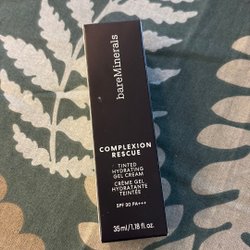 bareMinerals
COMPLEXION
RESCUE
TINTED
HYDRATING
GEL CREAM
CRÈME GEL
HYDRATANTE
TEINTÉE
SPF 30 PA+++
35 ml/1.18 fl.oz.